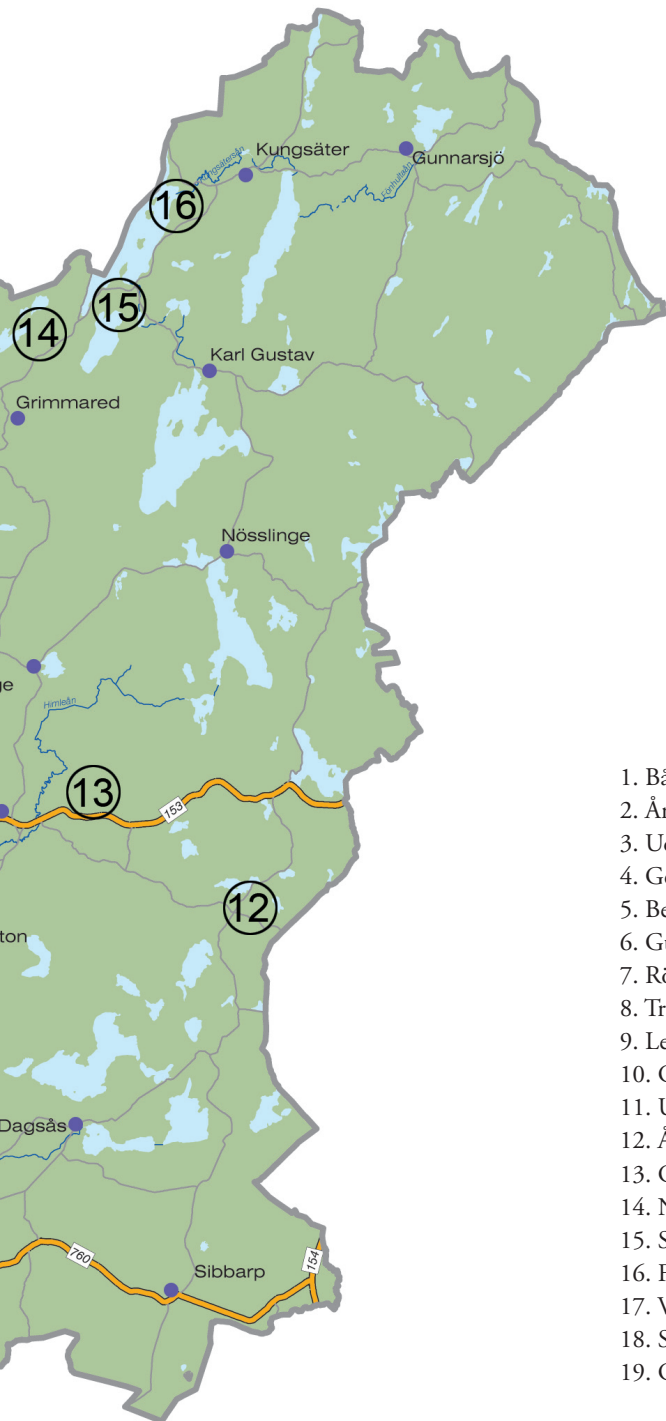 Kungsäter
Gunnarsjö
Kungsätersån
Fönhultaån
16
15
14
Karl Gustav
Grimmared
Nösslinge
ge
Himleån
13
153
12
ton
Dagsås
760
154
Sibbarp
1. Bå
2. År
3. Ud
4. Ge
5. Be
6. Gu
7. Rö
8. Tr
9. Le
10. G
11. U
12. Å
13. G
14. N
15. S
16. F
17. V
18. S
19. G